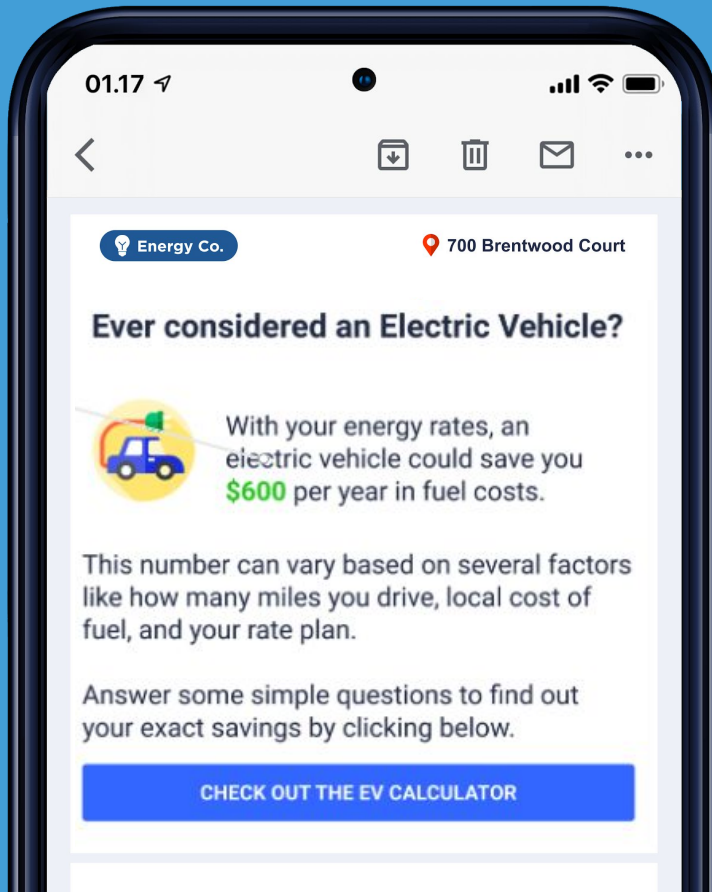 01.17
Energy Co.
700 Brentwood Court
Ever considered an Electric Vehicle?
With your energy rates, an
electric vehicle could save you
$600 per year in fuel costs.
This number can vary based on several factors
like how many miles you drive, local cost of
fuel, and your rate plan.
Answer some simple questions to find out
your exact savings by clicking below.
CHECK OUT THE EV CALCULATOR